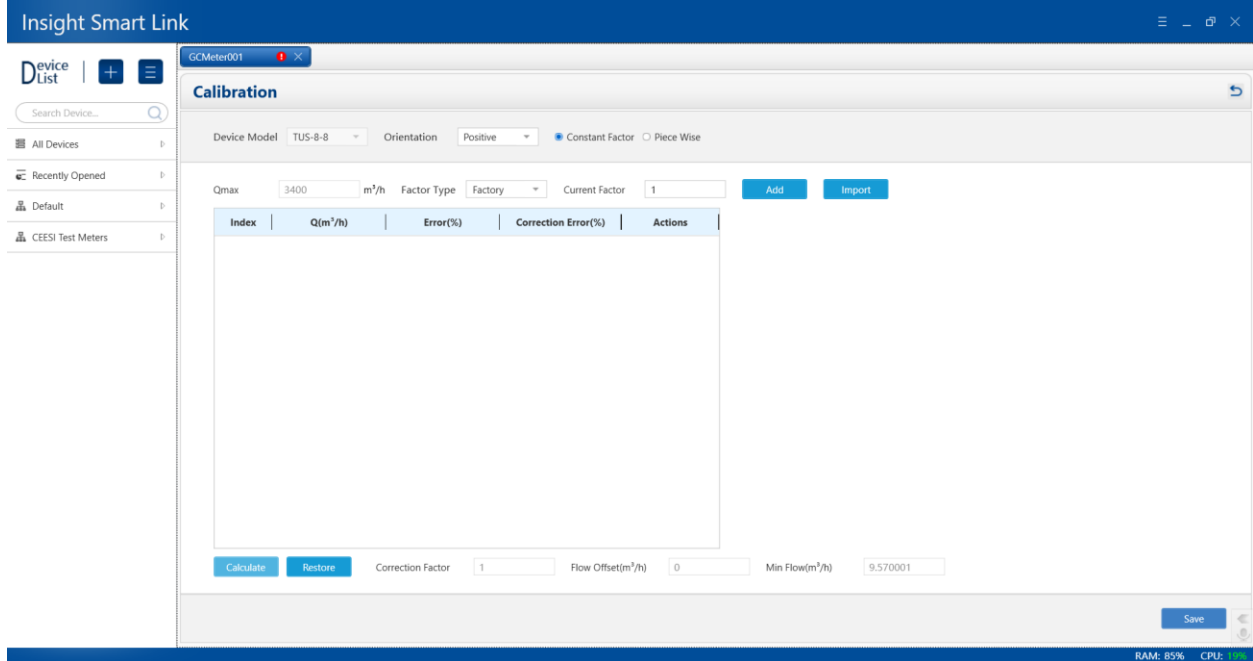 Insight Smart Link
Device List
GCMeter001
Calibration
Search Device...
Device Model TUS-8-8 Orientation Positive Constant Factor Piece Wise
All Devices
Recently Opened
Default
CEESI Test Meters
Qmax 3400 m³/h Factor Type Factory Current Factor 1 Add Import
Index Q(m³/h) Error(%) Correction Error(%) Actions
Calculate Restore Correction Factor 1 Flow Offset(m³/h) 0 Min Flow(m³/h) 9.570001
Save
RAM: 85% CPU: 19%